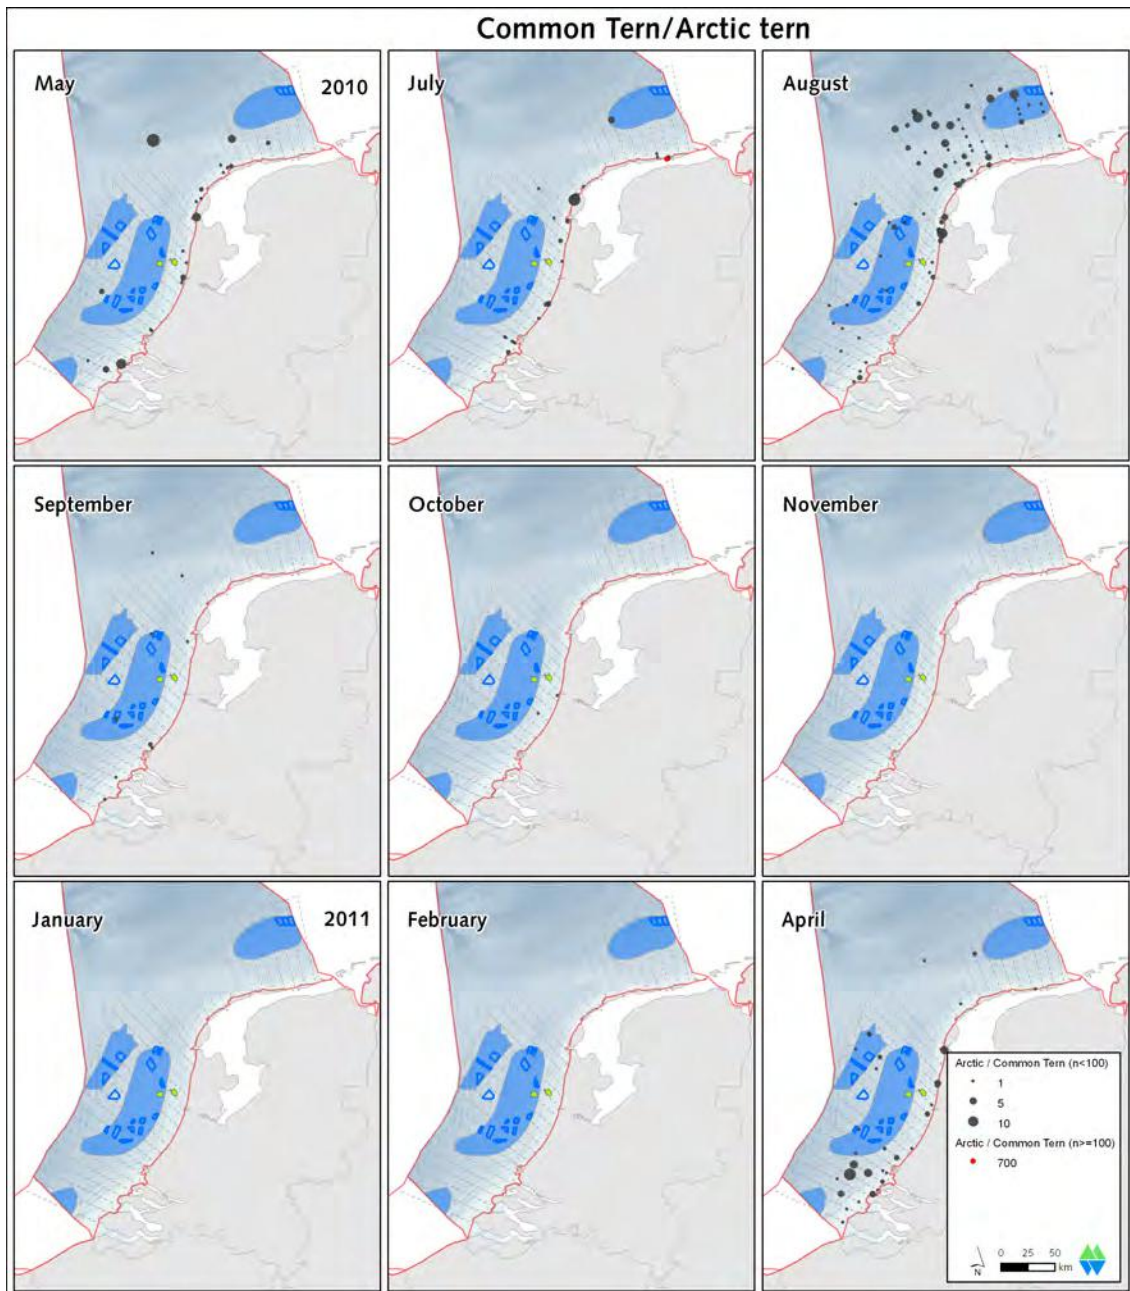 Common Tern/Arctic tern
May
2010
July
August
September
October
November
January
2011
February
April
Arctic / Common Tern (n<100)
1
5
10
Arctic / Common Tern (n>=100)
700
N
0 25 50
km